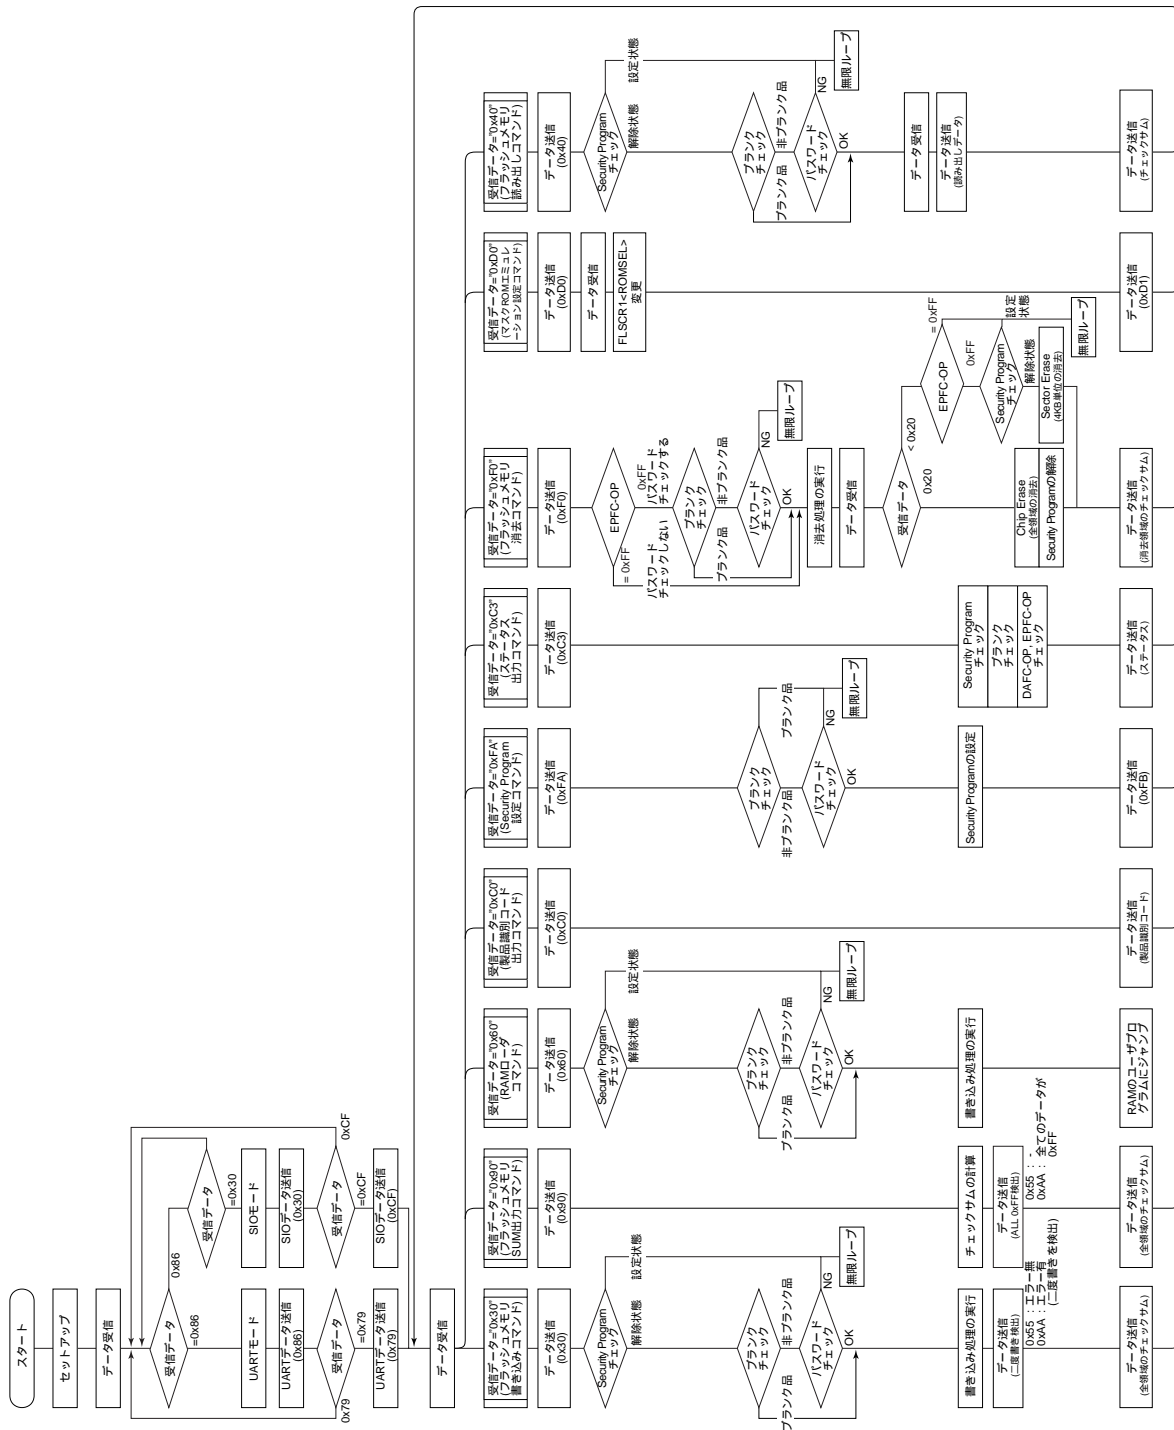 スタート
セットアップ
データ受信
受信データ
=0x86
0x86
UARTモード
UARTデータ送信
(0x86)
受信データ
=0x79
0x79
UARTデータ送信
(0x79)
受信データ
=0x30
SIOモード
SIOデータ送信
(0x30)
受信データ
=0xCF
0xCF
SIOデータ送信
(0xCF)
データ受信
受信データ="0x30"
(フラッシュメモリ
書き込みコマンド)
データ送信
(0x30)
Security Program
チェック
設定状態
解除状態
ブランク
チェック
ブランク品
非ブランク品
パスワード
チェック
NG
無限ループ
OK
書き込み処理の実行
データ送信
(二度書き検出)
0x55 : エラー無
0xAA : エラー有
(二度書きを検出)
データ送信
(全領域のチェックサム)
受信データ="0x90"
(フラッシュメモリ
SUM出力コマンド)
データ送信
(0x90)
チェックサムの計算
データ送信
(ALL 0xFF検出)
0x55 : -
0xAA : 全てのデータが
0xFF
データ送信
(全領域のチェックサム)
受信データ="0x60"
(RAMローダ
コマンド)
データ送信
(0x60)
Security Program
チェック
設定状態
解除状態
ブランク
チェック
ブランク品
非ブランク品
パスワード
チェック
NG
無限ループ
OK
書き込み処理の実行
RAMのユーザプロ
グラムにジャンプ
受信データ="0xC0"
(製品識別コード
出力コマンド)
データ送信
(0xC0)
データ送信
(製品識別コード)
受信データ="0xFA"
(Security Program
設定コマンド)
データ送信
(0xFA)
ブランク
チェック
ブランク品
非ブランク品
パスワード
チェック
NG
無限ループ
OK
Security Programの設定
データ送信
(0xFB)
受信データ="0xC3"
(ステータス
出力コマンド)
データ送信
(0xC3)
Security Program
チェック
ブランク
チェック
DAFC-OP, EPFC-OP
チェック
データ送信
(ステータス)
受信データ="0xF0"
(フラッシュメモリ
消去コマンド)
データ送信
(0xF0)
EPFC-OP
= 0xFF
パスワード
チェックしない
0xFF
パスワード
チェックする
ブランク
チェック
ブランク品
非ブランク品
パスワード
チェック
NG
無限ループ
OK
消去処理の実行
データ受信
受信データ
< 0x20
0x20
EPFC-OP
= 0xFF
0xFF
Security Program
チェック
設定
状態
解除状態
無限ループ
Chip Erase
(全領域の消去)
Security Programの解除
Sector Erase
(4KB単位の消去)
データ送信
(消去領域のチェックサム)
受信データ="0xD0"
(マスクROMエミュレ
ーション設定コマンド)
データ送信
(0xD0)
データ受信
FLSCR1<ROMSEL>
変更
データ送信
(0xD1)
受信データ="0x40"
(フラッシュメモリ
読み出しコマンド)
データ送信
(0x40)
Security Program
チェック
設定状態
解除状態
ブランク
チェック
ブランク品
非ブランク品
パスワード
チェック
NG
無限ループ
OK
データ受信
データ送信
(読み出しデータ)
データ送信
(チェックサム)